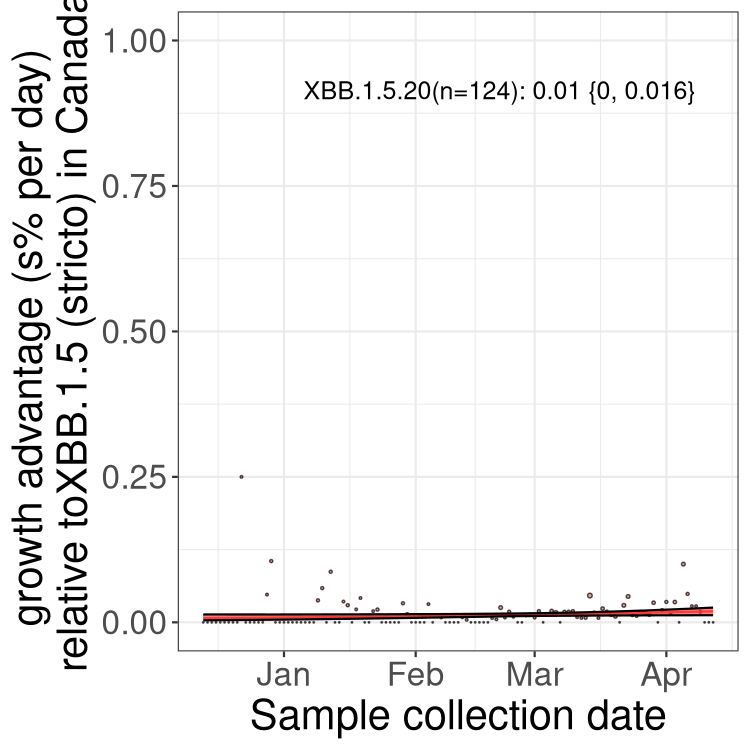 growth advantage (s% per day)
relative toXBB.1.5 (stricto) in Canada
1.00
0.75
0.50
0.25
0.00
XBB.1.5.20(n=124): 0.01 {0, 0.016}
Jan Feb Mar Apr
Sample collection date